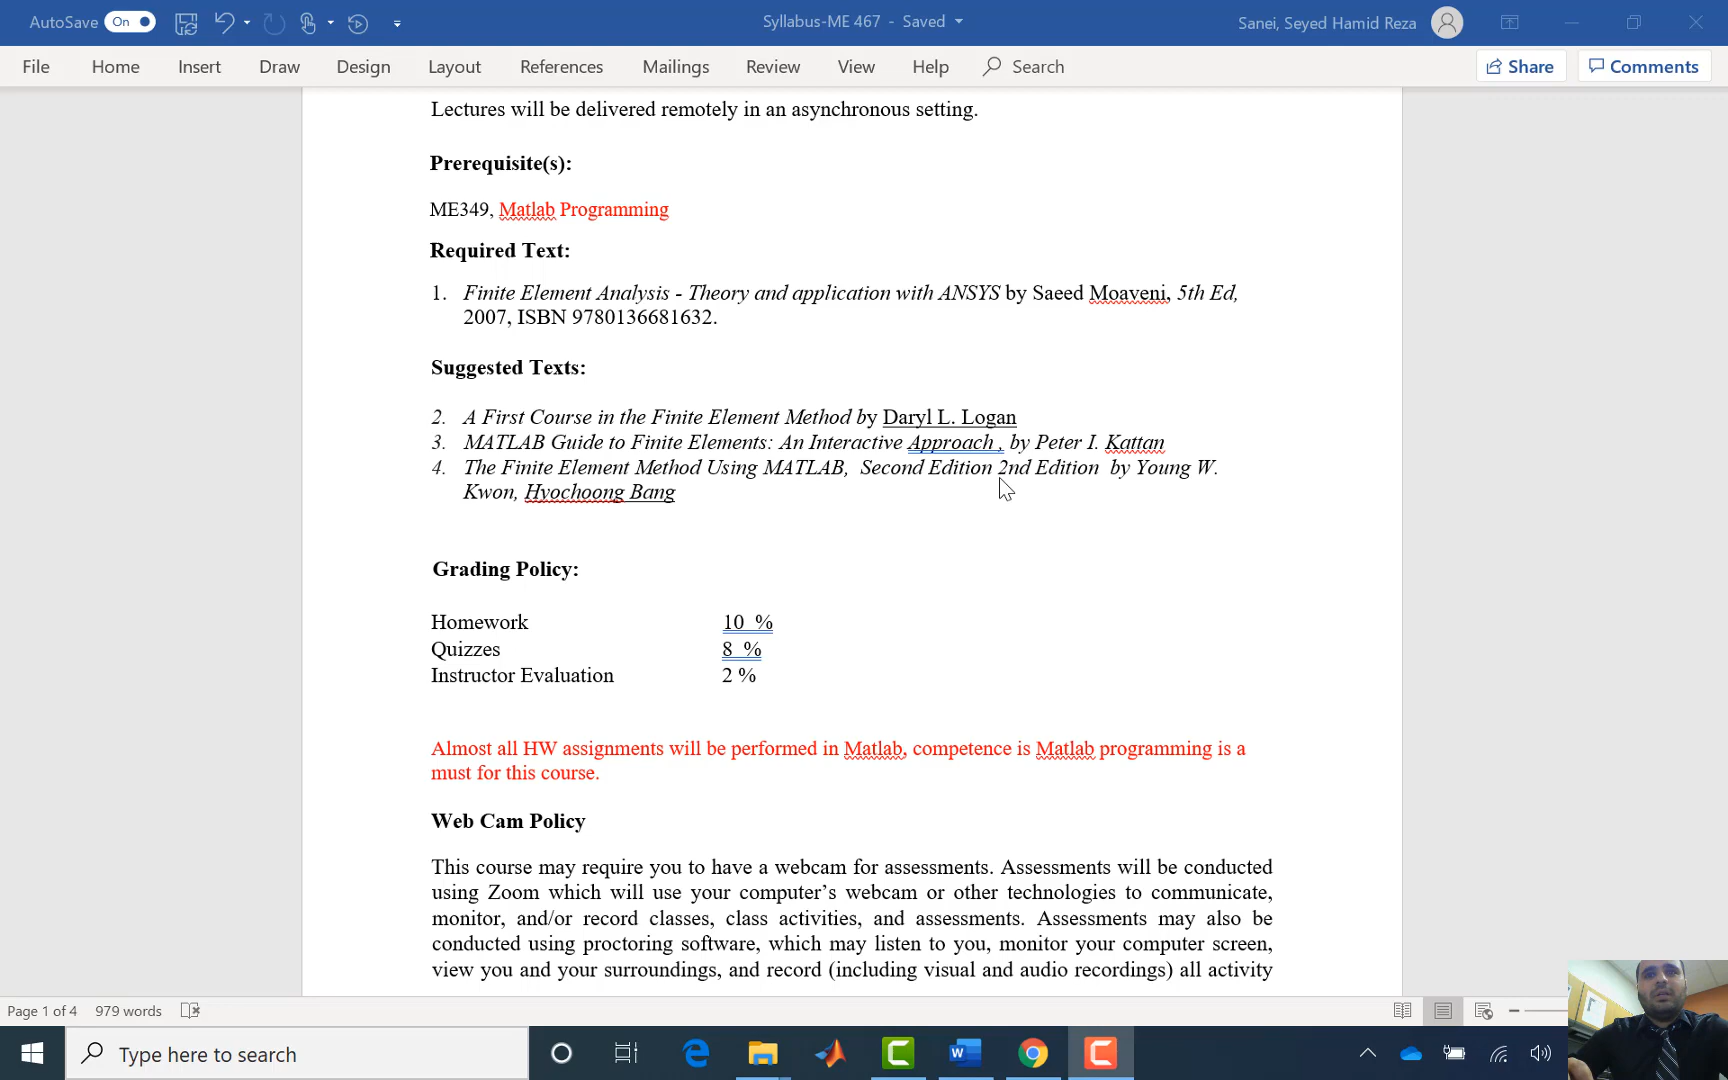 AutoSave On Syllabus-ME 467 - Saved Sanei, Seyed Hamid Reza
File Home Insert Draw Design Layout References Mailings Review View Help Search Share Comments
Lectures will be delivered remotely in an asynchronous setting.
Prerequisite(s):
ME349, Matlab Programming
Required Text:
1. Finite Element Analysis - Theory and application with ANSYS by Saeed Moaveni, 5th Ed,
2007, ISBN 9780136681632.
Suggested Texts:
2. A First Course in the Finite Element Method by Daryl L. Logan
3. MATLAB Guide to Finite Elements: An Interactive Approach , by Peter I. Kattan
4. The Finite Element Method Using MATLAB, Second Edition 2nd Edition by Young W.
Kwon, Hyochoong Bang
Grading Policy:
Homework 10 %
Quizzes 8 %
Instructor Evaluation 2 %
Almost all HW assignments will be performed in Matlab, competence is Matlab programming is a
must for this course.
Web Cam Policy
This course may require you to have a webcam for assessments. Assessments will be conducted
using Zoom which will use your computer's webcam or other technologies to communicate,
monitor, and/or record classes, class activities, and assessments. Assessments may also be
conducted using proctoring software, which may listen to you, monitor your computer screen,
view you and your surroundings, and record (including visual and audio recordings) all activity
Page 1 of 4 979 words
Type here to search